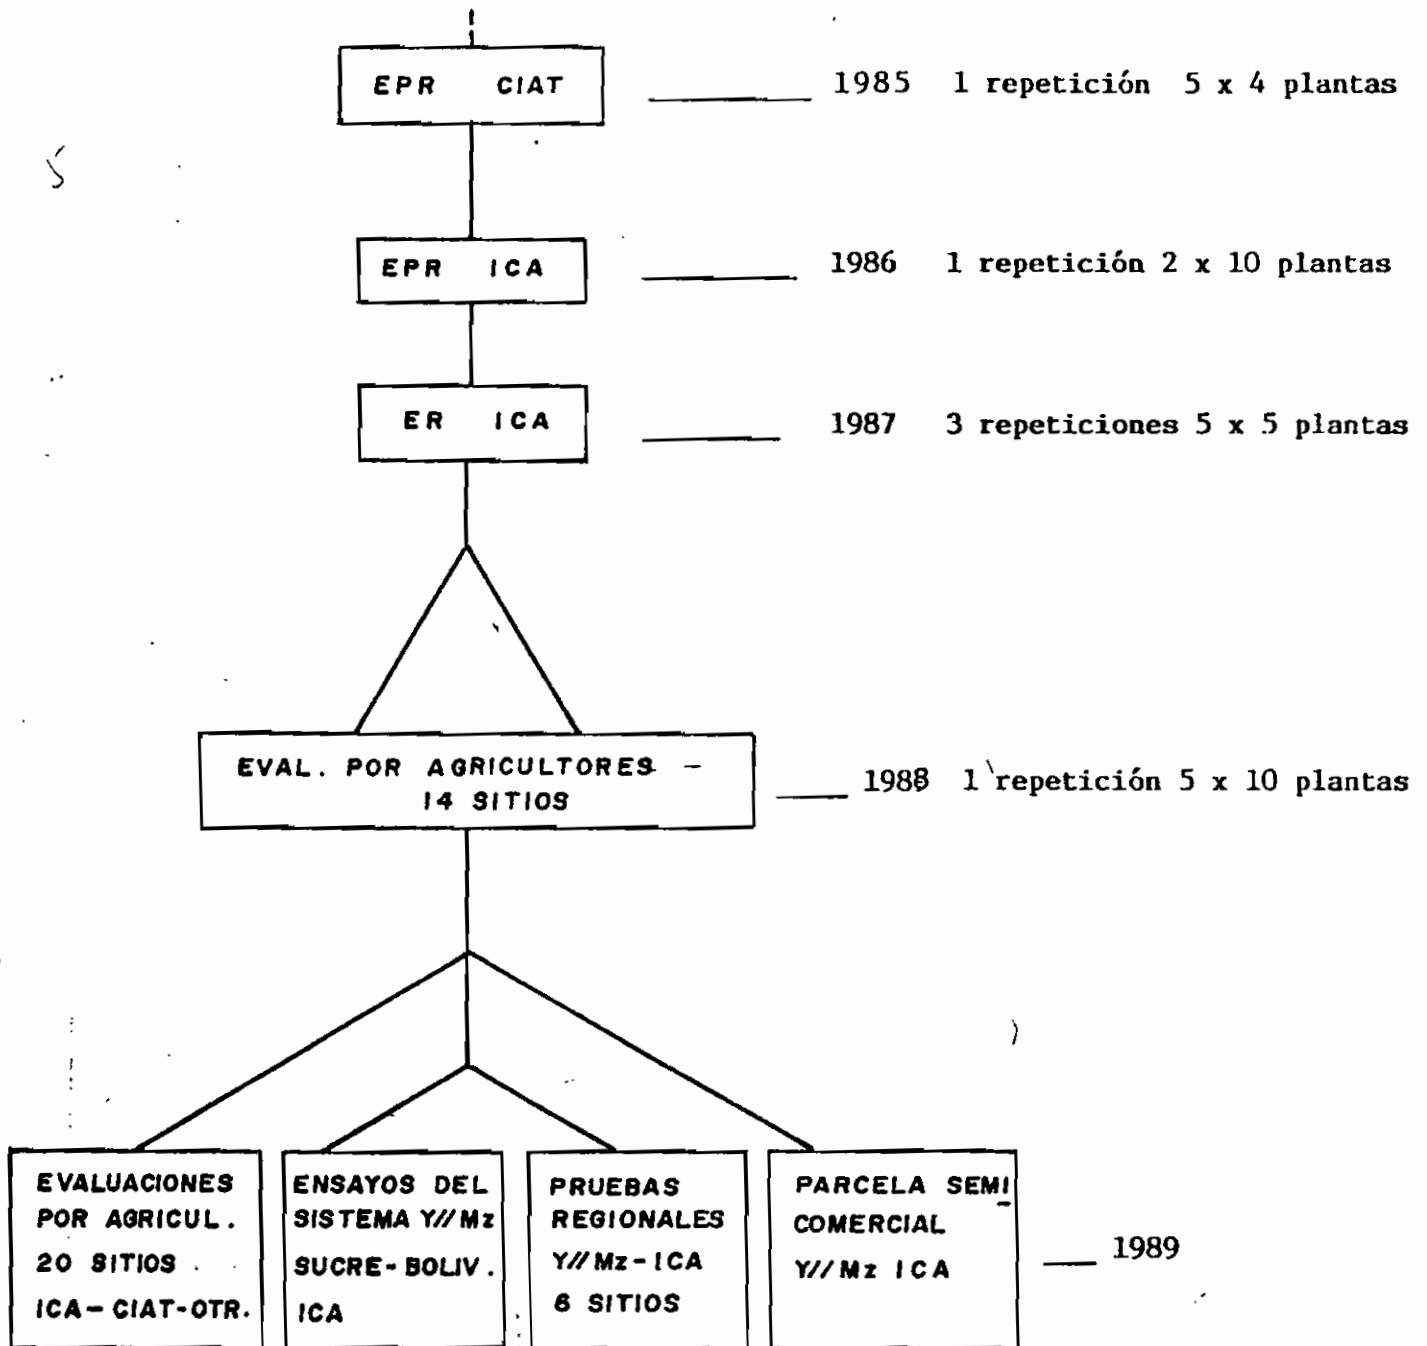 EPR CIAT
1985 1 repetición 5 x 4 plantas
EPR ICA
1986 1 repetición 2 x 10 plantas
ER ICA
1987 3 repeticiones 5 x 5 plantas
EVAL. POR AGRICULTORES -
14 SITIOS
1988 1 repetición 5 x 10 plantas
EVALUACIONES
POR AGRICUL.
20 SITIOS
ICA-CIAT-OTR.
ENSAYOS DEL
SISTEMA Y//Mz
SUCRE-BOLIV.
ICA
PRUEBAS
REGIONALES
Y//Mz-ICA
6 SITIOS
PARCELA SEMI
COMERCIAL
Y//Mz ICA
1989